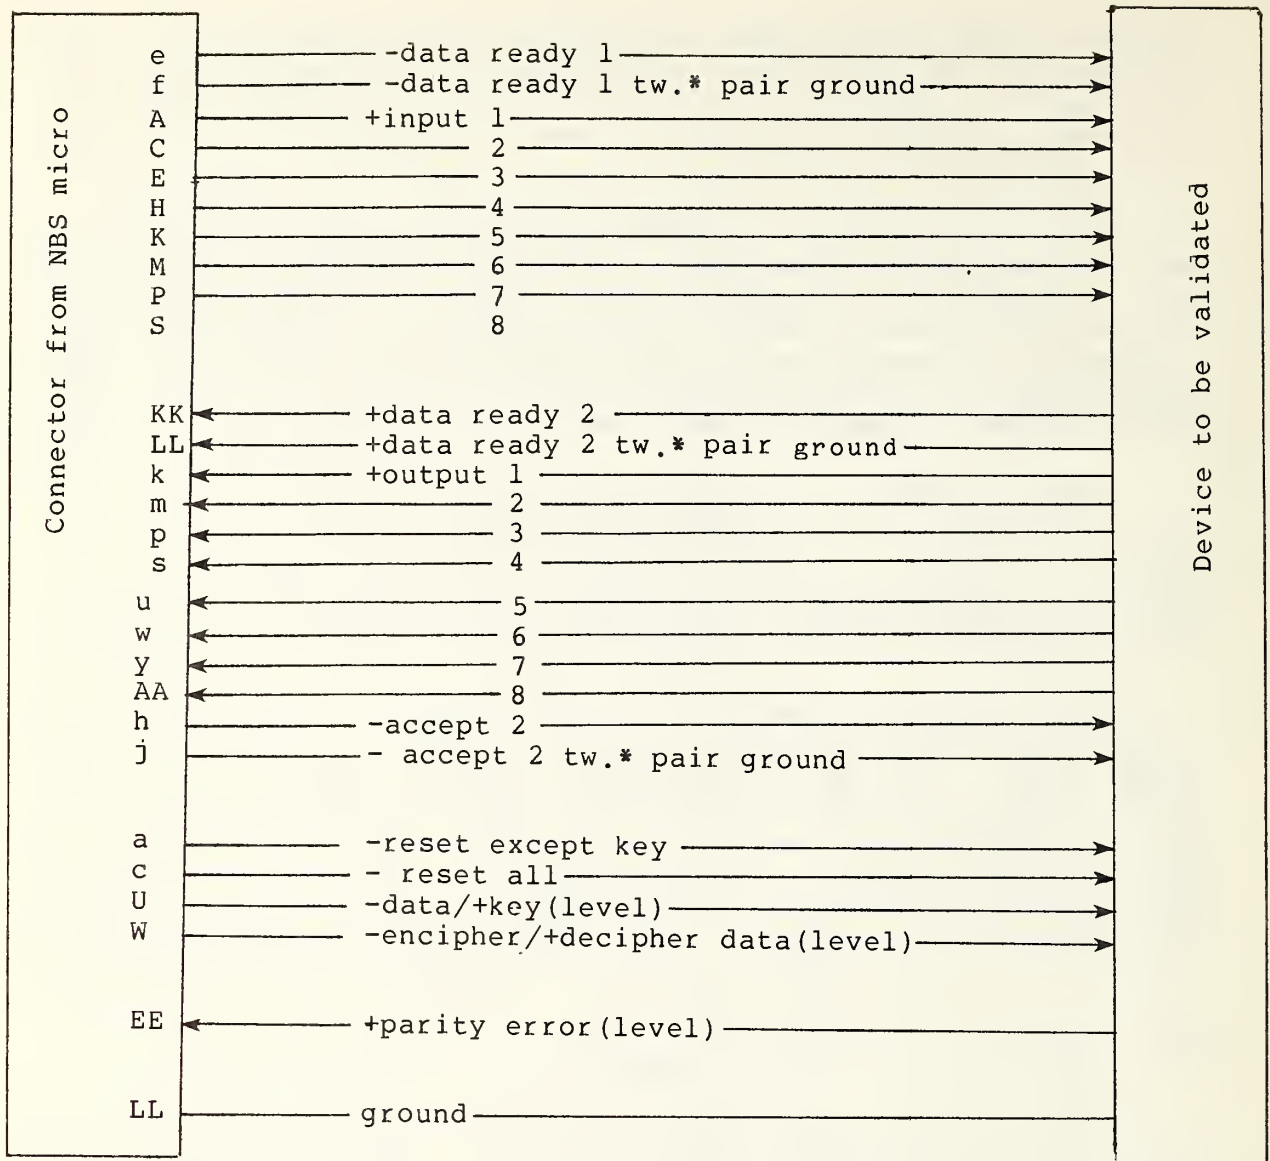 Connector from NBS micro
Device to be validated
e -data ready 1
f -data ready 1 tw.* pair ground
A +input 1
C 2
E 3
H 4
K 5
M 6
P 7
S 8
KK +data ready 2
LL +data ready 2 tw.* pair ground
k +output 1
m 2
p 3
s 4
u 5
w 6
y 7
AA 8
h -accept 2
j - accept 2 tw.* pair ground
a -reset except key
c - reset all
U -data/+key(level)
W -encipher/+decipher data(level)
EE +parity error(level)
LL ground